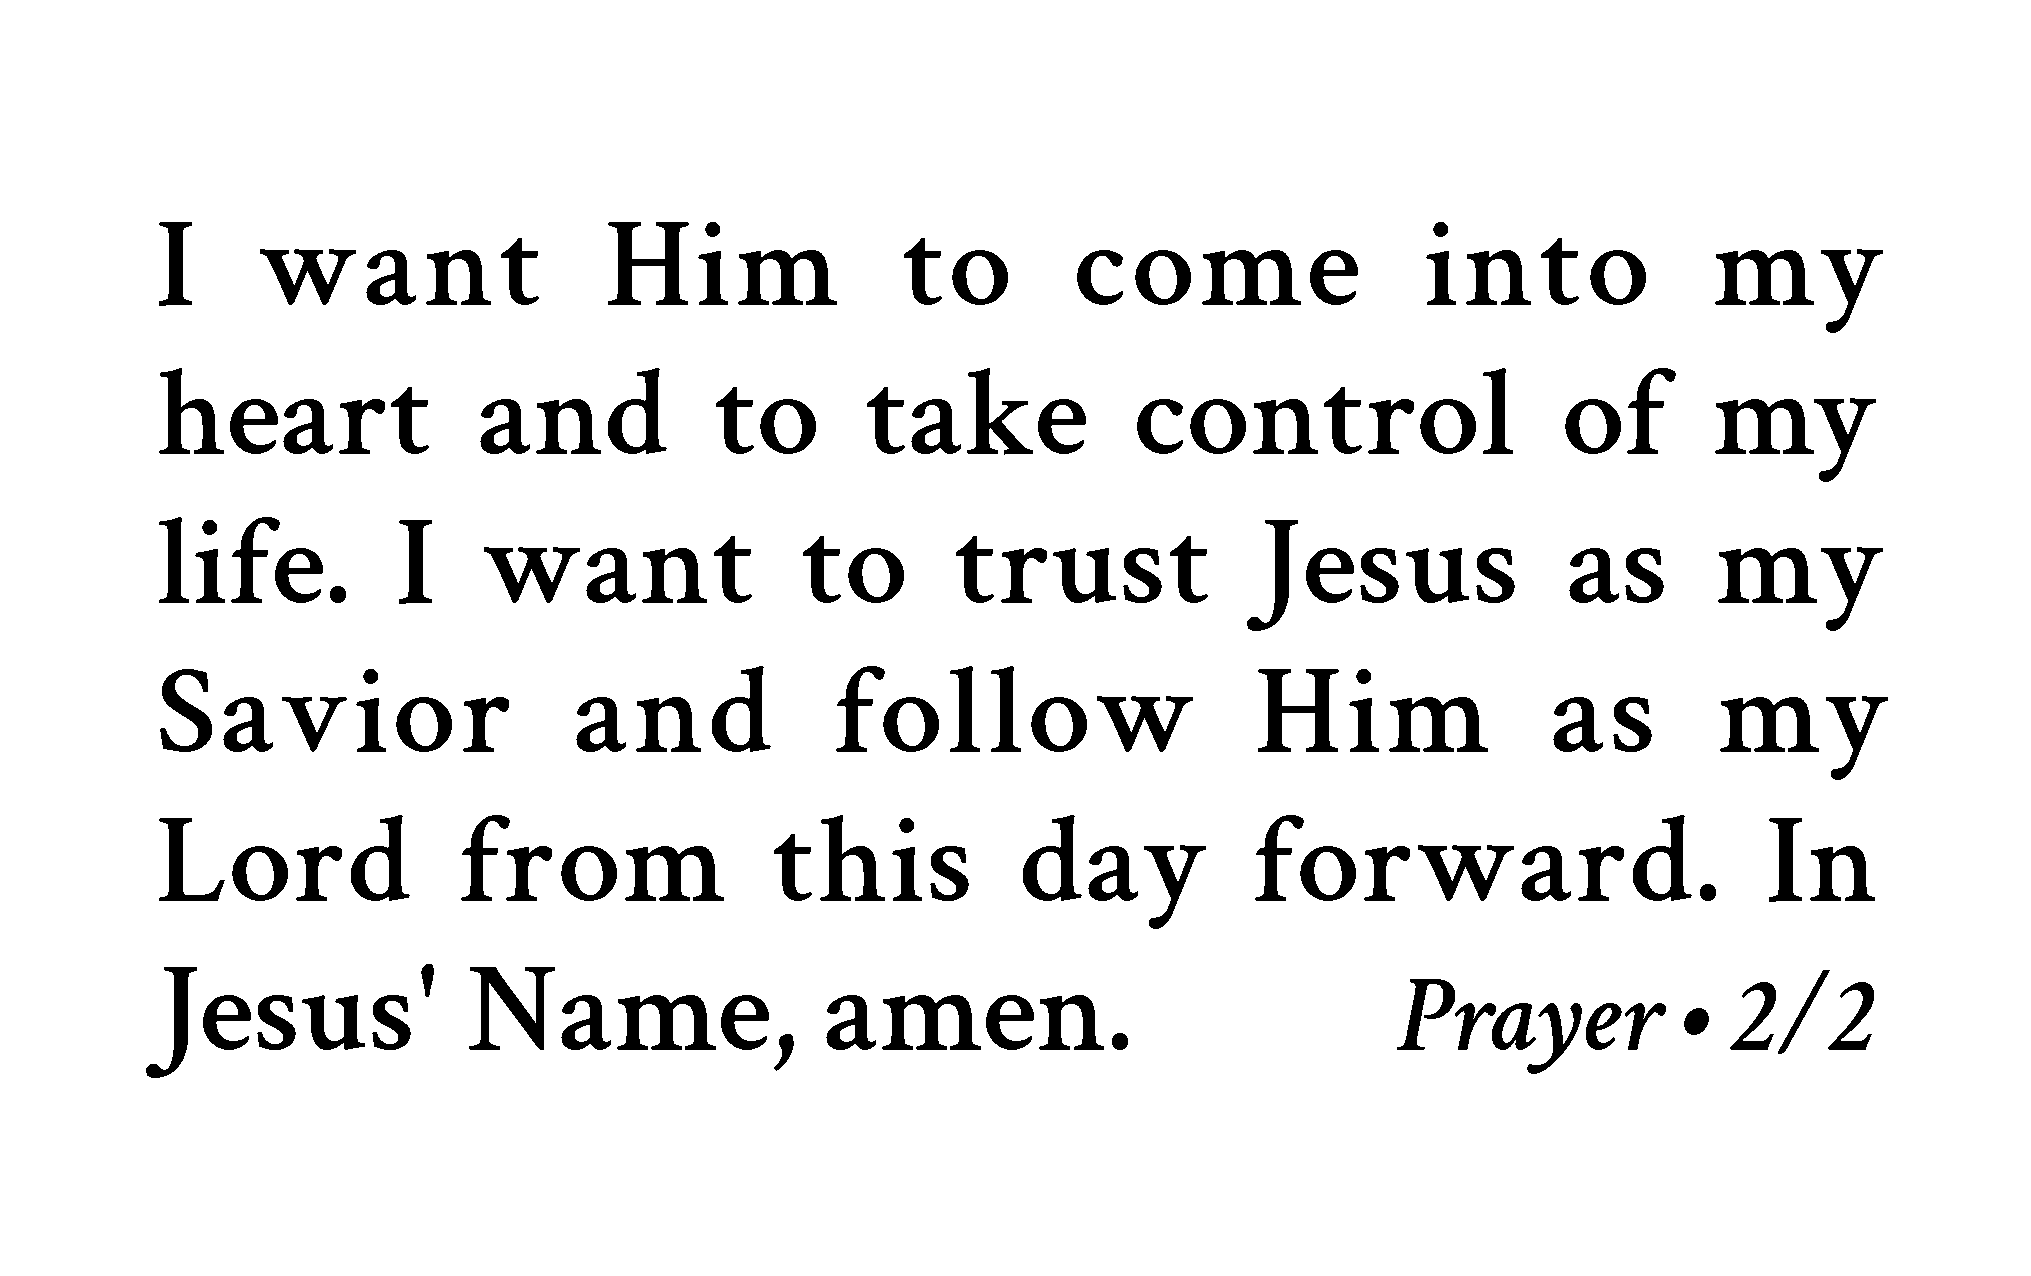 I want Him to come into my
heart and to take control of my
life. I want to trust Jesus as my
Savior and follow Him as my
Lord from this day forward. In
Jesus' Name, amen. Prayer • 2/2